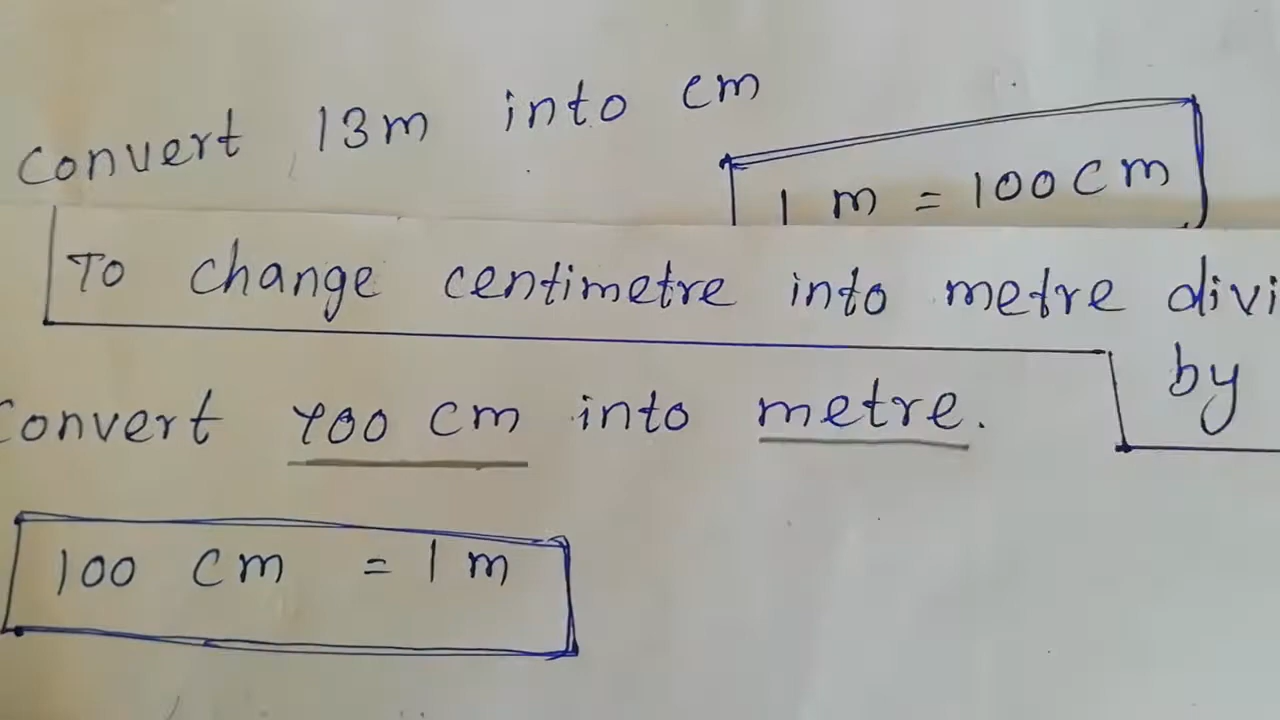 Convert 13m into cm
1 m = 100 cm
To change centimetre into metre divi
by
Convert 700 cm into metre.
100 cm = 1 m